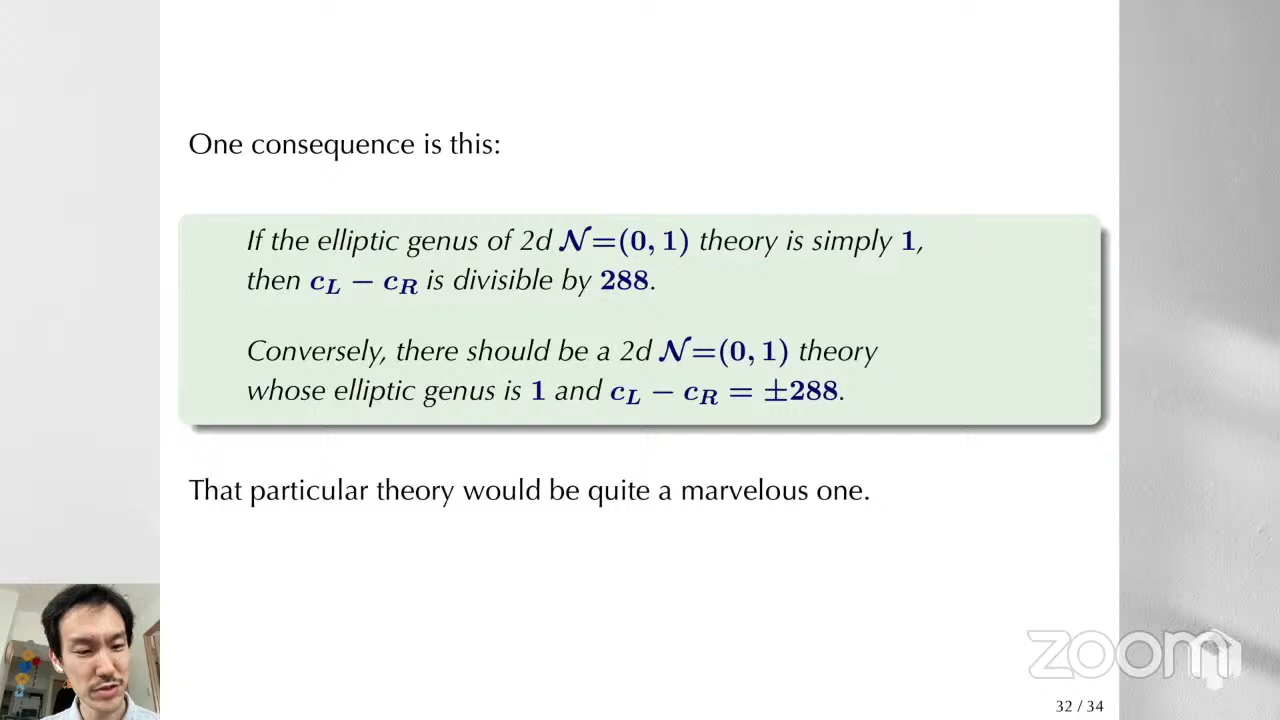 One consequence is this:
If the elliptic genus of 2d 𝒩=(0, 1) theory is simply 1,
then c_L − c_R is divisible by 288.
Conversely, there should be a 2d 𝒩=(0, 1) theory
whose elliptic genus is 1 and c_L − c_R = ±288.
That particular theory would be quite a marvelous one.
zoom
32 / 34